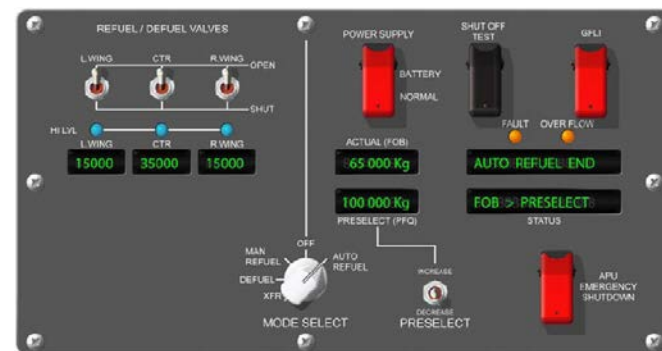 REFUEL / DEFUEL VALVES
L.WING CTR R.WING
OPEN
SHUT
HI LVL
L.WING CTR R.WING
15000 35000 15000
OFF
MAN REFUEL
AUTO REFUEL
DEFUEL
XFR
MODE SELECT
POWER SUPPLY
BATTERY
NORMAL
SHUT OFF
TEST
GFLI
FAULT OVER FLOW
ACTUAL (FOB)
65 000 Kg
AUTO REFUEL END
100 000 Kg
FOB > PRESELECT
PRESELECT (PFQ)
STATUS
INCREASE
DECREASE
PRESELECT
APU
EMERGENCY
SHUTDOWN